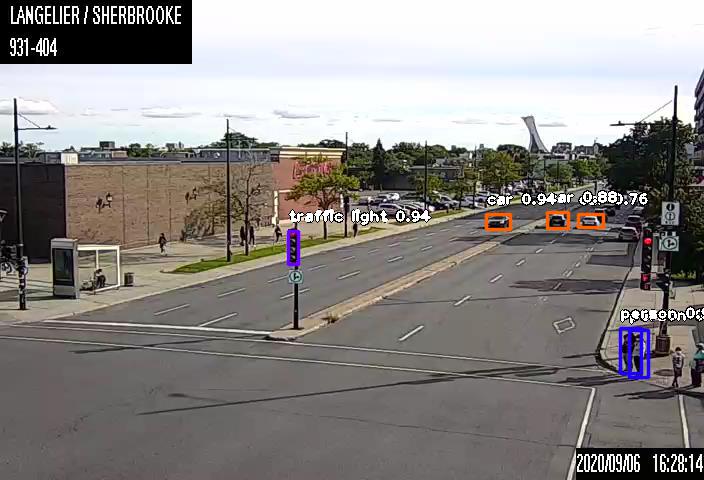 LANGELIER / SHERBROOKE
931-404
car 0.94
0.88
0.76
traffic light 0.94
person
2020/09/06 16:28:14